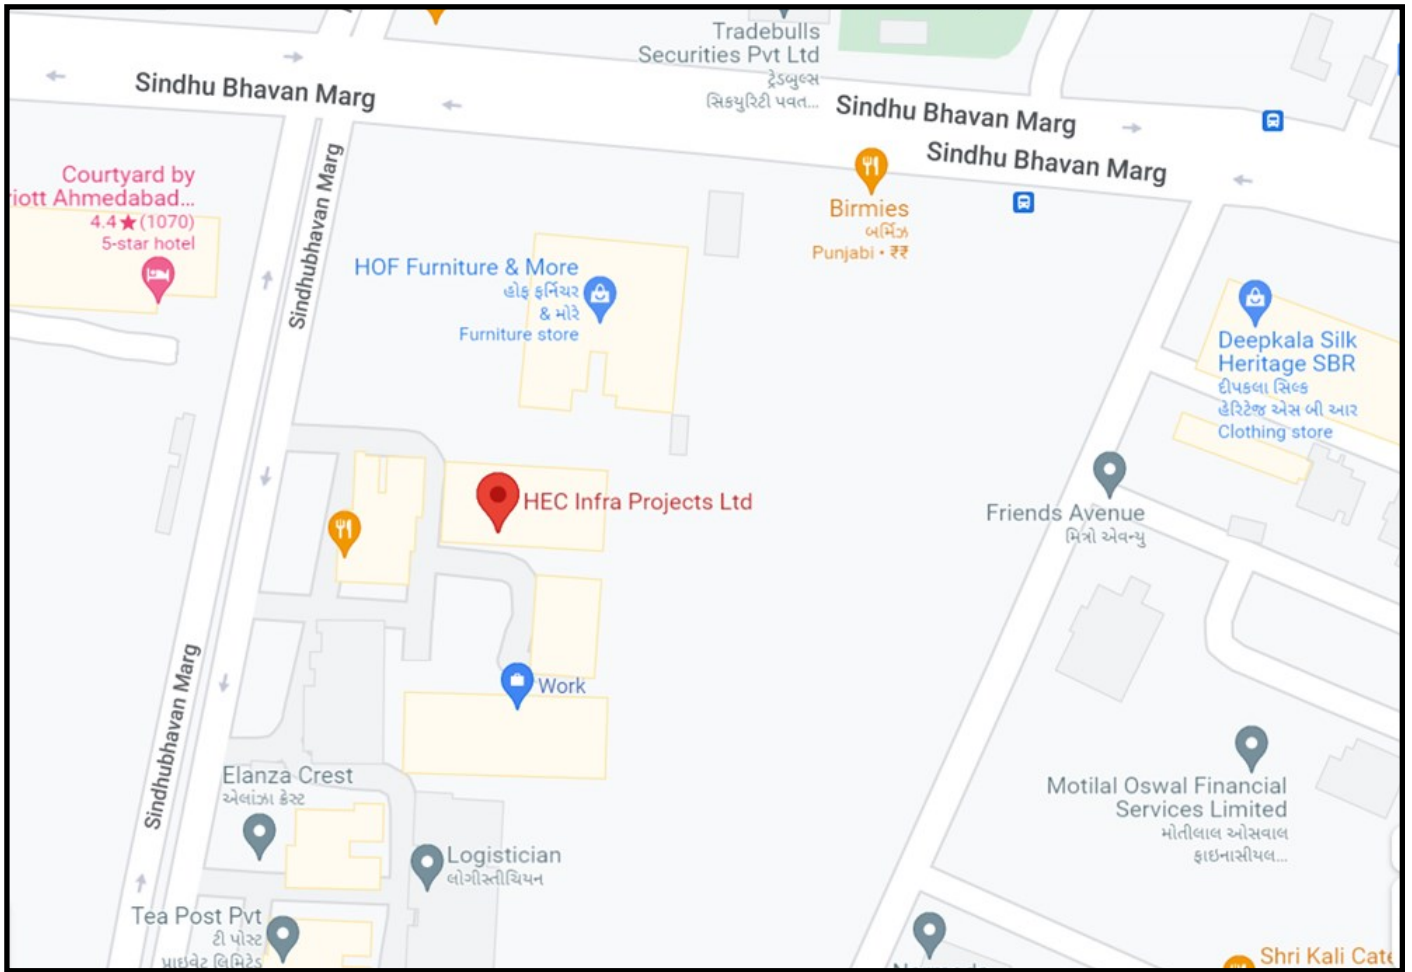 Tradebulls
Securities Pvt Ltd
ટ્રેડબુલ્સ
સિક્યુરિટી પવત...
Sindhu Bhavan Marg
Sindhu Bhavan Marg
Sindhu Bhavan Marg
Sindhubhavan Marg
Courtyard by
riott Ahmedabad...
4.4★(1070)
5-star hotel
Birmies
બર્મિઝ
Punjabi • ₹₹
HOF Furniture & More
હોફ ફર્નિચર
& મોરે
Furniture store
Deepkala Silk
Heritage SBR
દીપકલા સિલ્ક
હેરિટેજ એસ બી આર
Clothing store
HEC Infra Projects Ltd
Friends Avenue
મિત્રો એવન્યુ
Work
Sindhubhavan Marg
Elanza Crest
એલાંઝા ક્રેસ્ટ
Motilal Oswal Financial
Services Limited
મોતીલાલ ઓસવાલ
ફાઇનાસીયલ...
Logistician
લોગીસ્તીચિયન
Tea Post Pvt
ટી પોસ્ટ
પ્રાઇવેટ લિમિટેડ
Shri Kali Cate